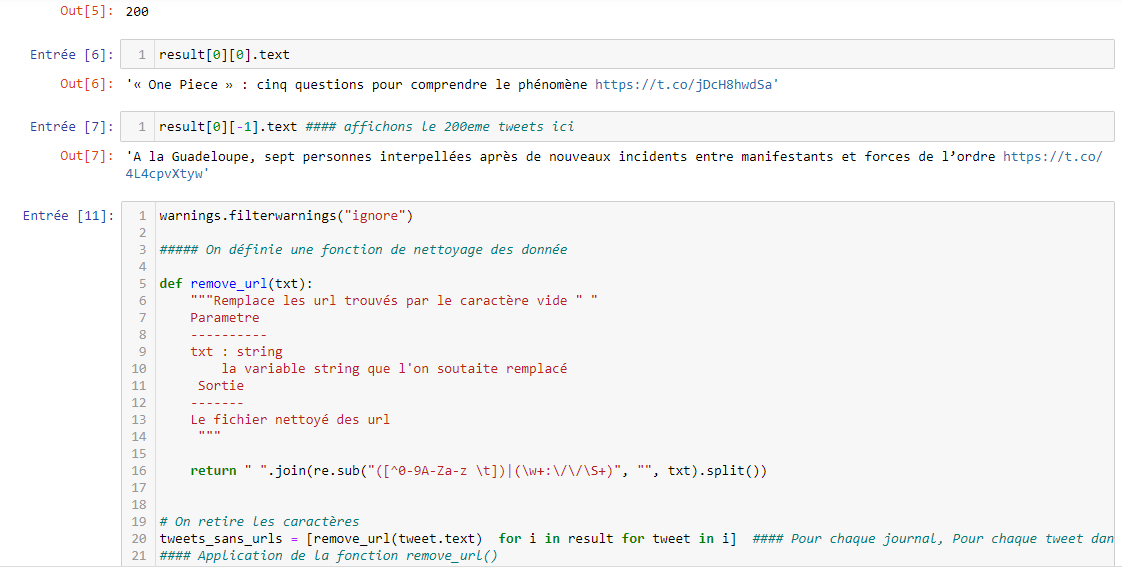 Out[5]: 200
Entrée [6]: 1 result[0][0].text
Out[6]: '« One Piece » : cinq questions pour comprendre le phénomène https://t.co/jDcH8hwdSa'
Entrée [7]: 1 result[0][-1].text #### affichons le 200eme tweets ici
Out[7]: 'A la Guadeloupe, sept personnes interpellées après de nouveaux incidents entre manifestants et forces de l’ordre https://t.co/
4L4cpvXtyw'
Entrée [11]: 1 warnings.filterwarnings("ignore")
2
3 ##### On définie une fonction de nettoyage des donnée
4
5 def remove_url(txt):
6 """Remplace les url trouvés par le caractère vide " "
7 Parametre
8 ----------
9 txt : string
10 la variable string que l'on soutaite remplacé
11 Sortie
12 -------
13 Le fichier nettoyé des url
14 """
15
16 return " ".join(re.sub("([^0-9A-Za-z \t])|(\w+:\/\/\S+)", "", txt).split())
17
18
19 # On retire les caractères
20 tweets_sans_urls = [remove_url(tweet.text) for i in result for tweet in i] #### Pour chaque journal, Pour chaque tweet dan
21 #### Application de la fonction remove_url()